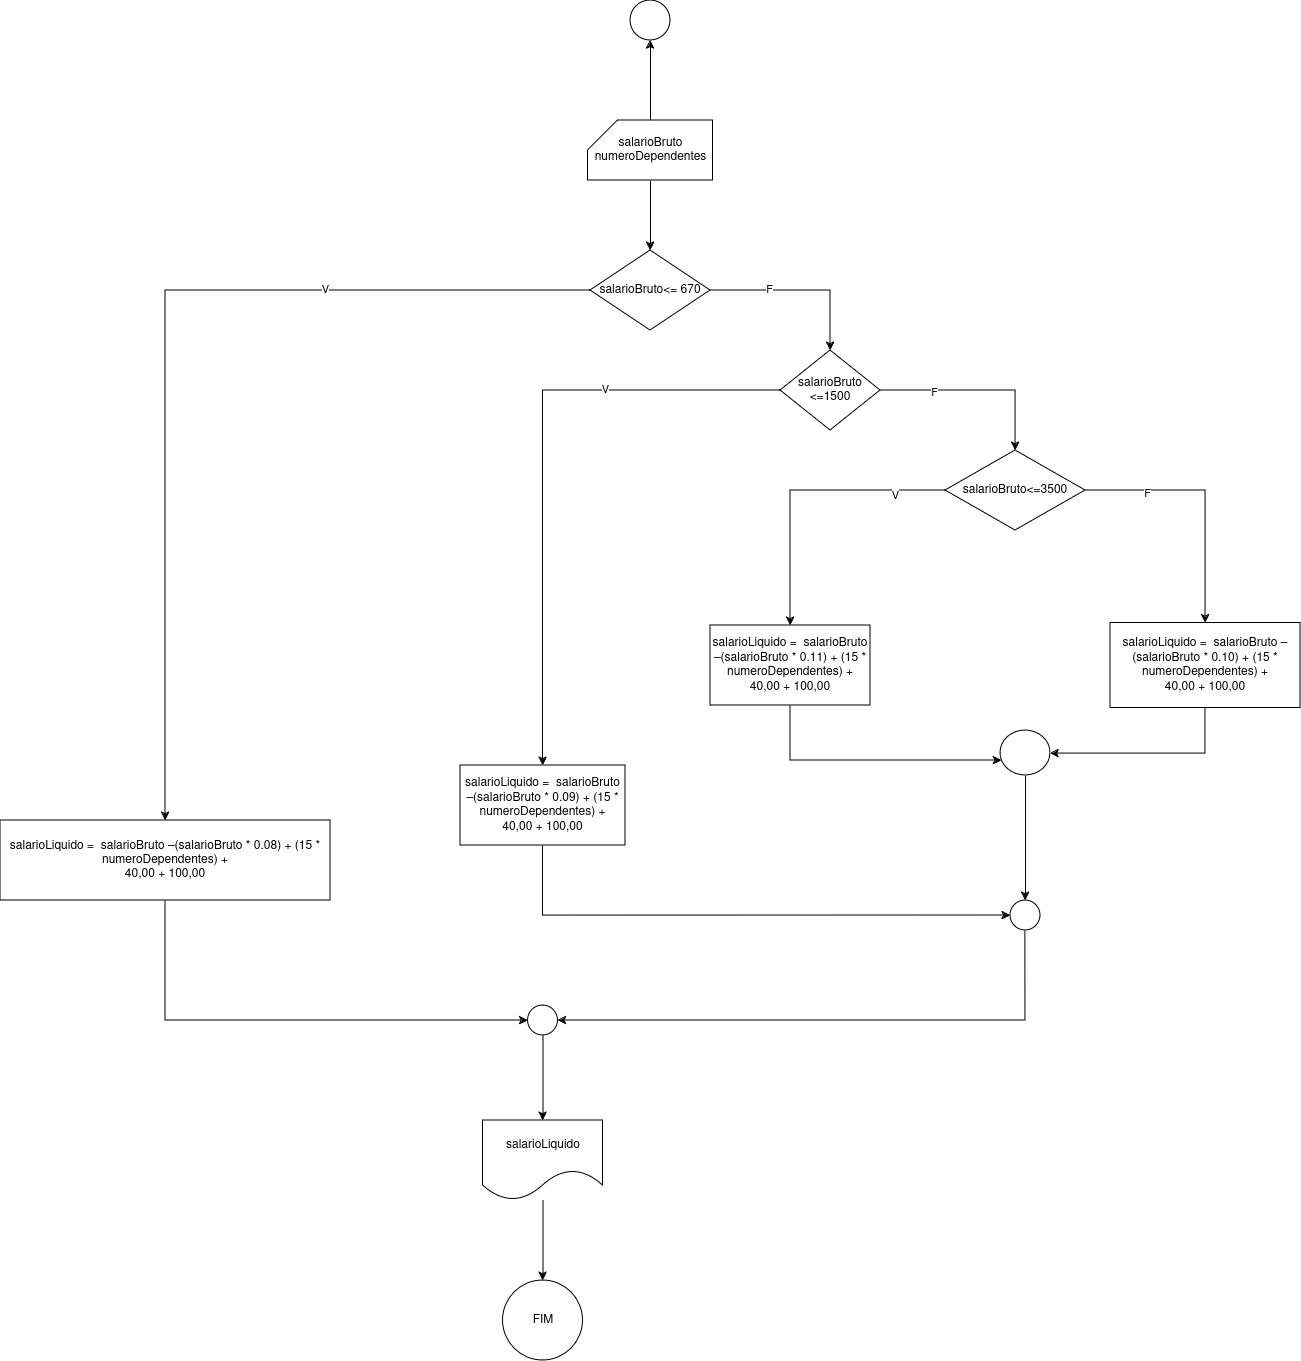 salarioBruto
numeroDependentes
salarioBruto<= 670
V
F
salarioBruto
<=1500
V
F
salarioBruto<=3500
V
F
salarioLiquido =  salarioBruto
–(salarioBruto * 0.11) + (15 *
numeroDependentes) +
40,00 + 100,00
salarioLiquido =  salarioBruto –
(salarioBruto * 0.10) + (15 *
numeroDependentes) +
40,00 + 100,00
salarioLiquido =  salarioBruto
–(salarioBruto * 0.09) + (15 *
numeroDependentes) +
40,00 + 100,00
salarioLiquido =  salarioBruto –(salarioBruto * 0.08) + (15 *
numeroDependentes) +
40,00 + 100,00
salarioLiquido
FIM